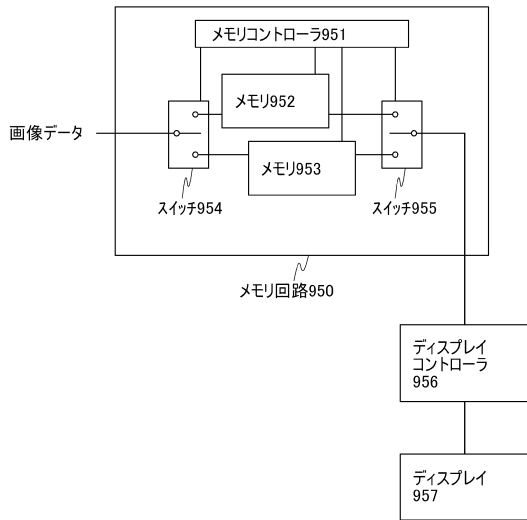 メモリコントローラ951
メモリ952
画像データ
メモリ953
スイッチ954
スイッチ955
メモリ回路950
ディスプレイ
コントローラ
956
ディスプレイ
957